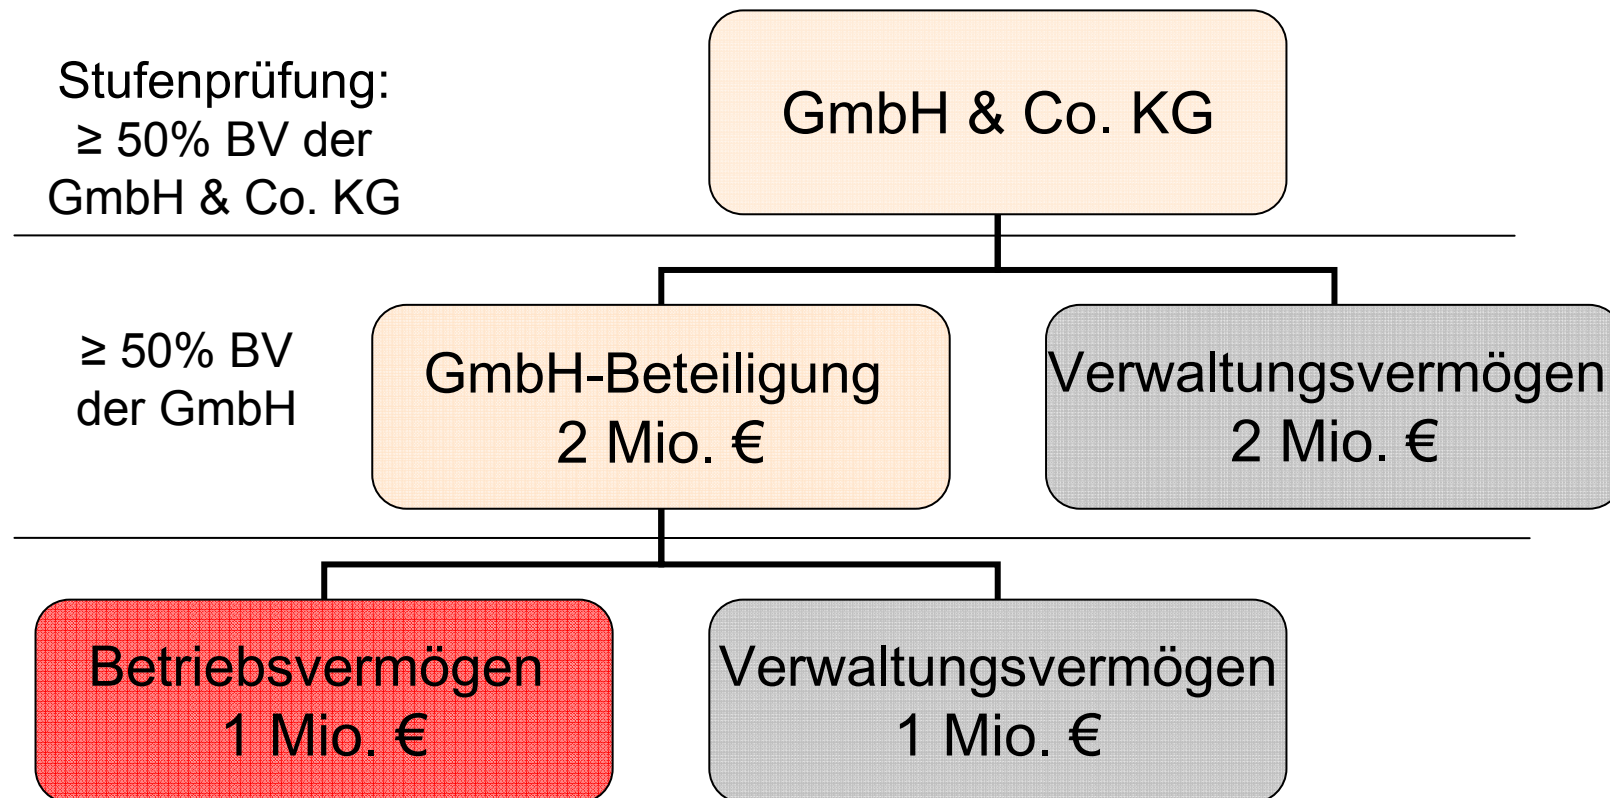 Stufenprüfung:
≥ 50% BV der
GmbH & Co. KG
GmbH & Co. KG
≥ 50% BV
der GmbH
GmbH-Beteiligung
2 Mio. €
Verwaltungsvermögen
2 Mio. €
Betriebsvermögen
1 Mio. €
Verwaltungsvermögen
1 Mio. €